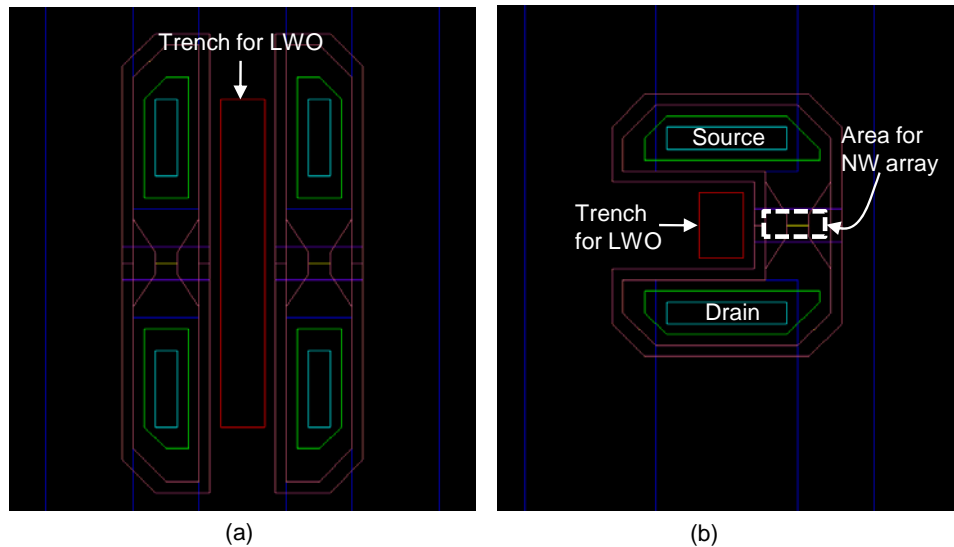 Trench for LWO
(a)
Source
Area for
NW array
Trench
for LWO
Drain
(b)